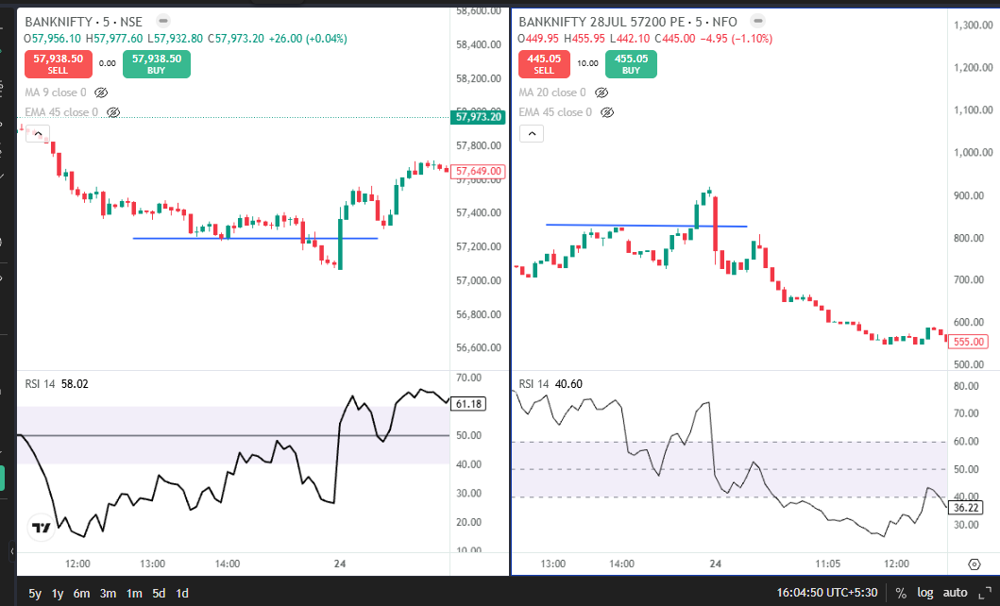 BANKNIFTY · 5 · NSE
O57,956.10 H57,977.60 L57,932.80 C57,973.20 +26.00 (+0.04%)
57,938.50
SELL
0.00
57,938.50
BUY
MA 9 close 0
EMA 45 close 0
58,600.00
58,400.00
58,200.00
58,000.00
57,973.20
57,800.00
57,649.00
57,600.00
57,400.00
57,200.00
57,000.00
56,800.00
56,600.00
RSI 14 58.02
70.00
61.18
50.00
40.00
30.00
20.00
10.00
12:00 13:00 14:00 24
BANKNIFTY 28JUL 57200 PE · 5 · NFO
O449.95 H455.95 L442.10 C445.00 −4.95 (−1.10%)
445.05
SELL
10.00
455.05
BUY
MA 20 close 0
EMA 45 close 0
1,300.00
1,200.00
1,100.00
1,000.00
900.00
800.00
700.00
600.00
555.00
500.00
RSI 14 40.60
80.00
70.00
60.00
50.00
40.00
36.22
30.00
13:00 14:00 24 11:05 12:00
5y 1y 6m 3m 1m 5d 1d
16:04:50 UTC+5:30 % log auto